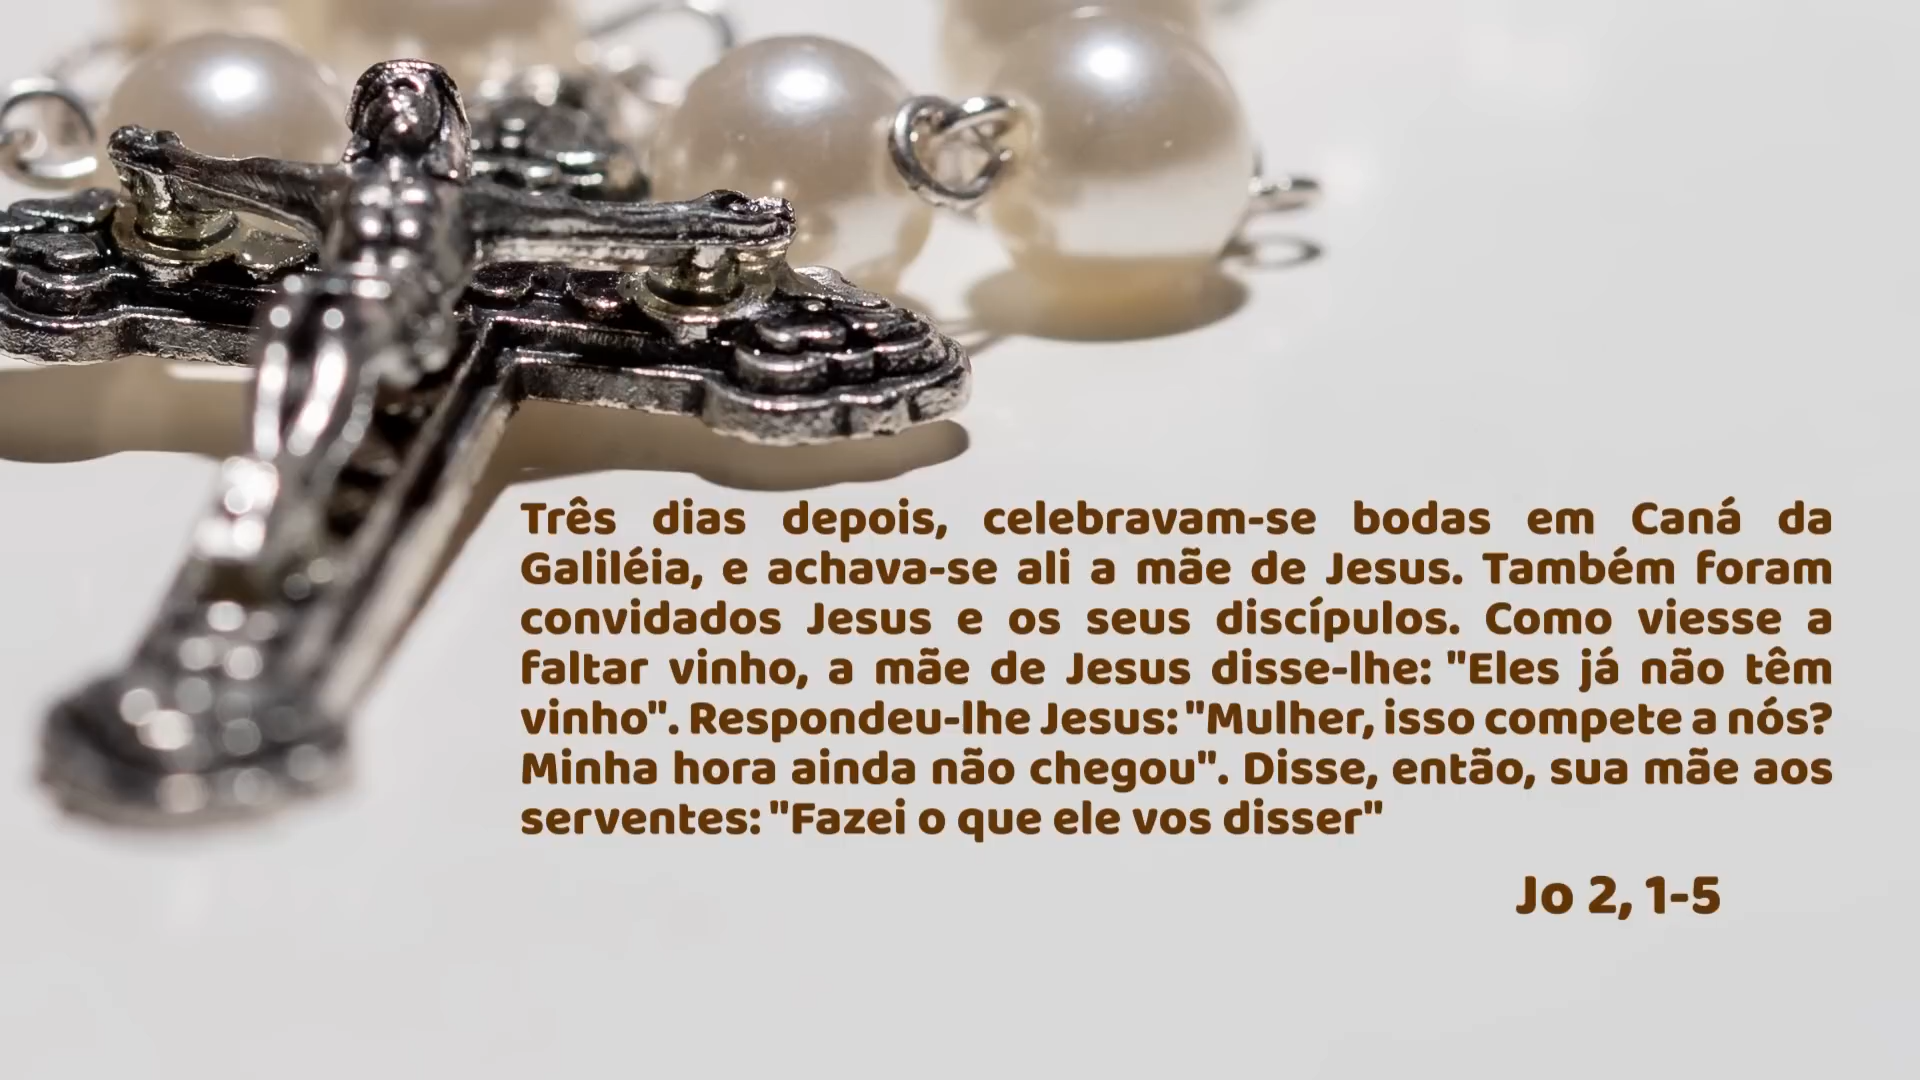 Três dias depois, celebravam-se bodas em Caná da
Galiléia, e achava-se ali a mãe de Jesus. Também foram
convidados Jesus e os seus discípulos. Como viesse a
faltar vinho, a mãe de Jesus disse-lhe: "Eles já não têm
vinho". Respondeu-lhe Jesus: "Mulher, isso compete a nós?
Minha hora ainda não chegou". Disse, então, sua mãe aos
serventes: "Fazei o que ele vos disser"
Jo 2, 1-5